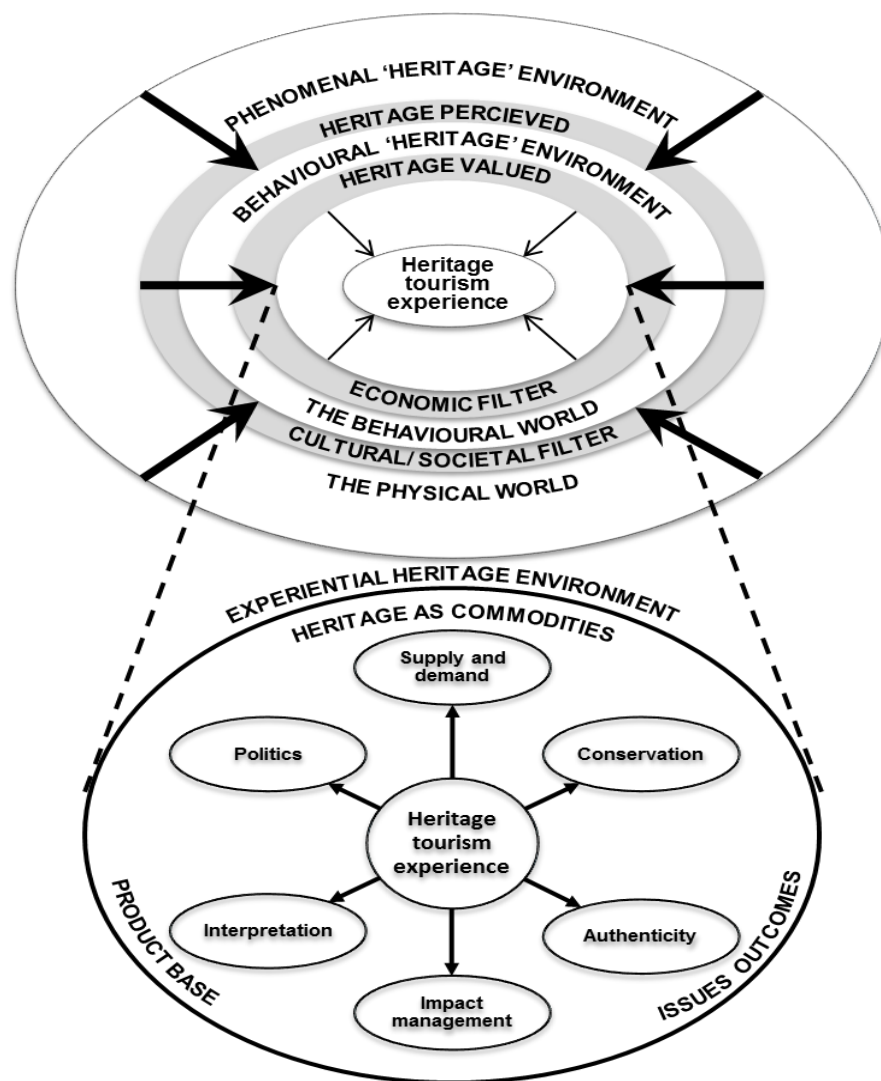 PHENOMENAL ‘HERITAGE’ ENVIRONMENT
HERITAGE PERCIEVED
BEHAVIOURAL ‘HERITAGE’ ENVIRONMENT
HERITAGE VALUED
Heritage
tourism
experience
ECONOMIC FILTER
THE BEHAVIOURAL WORLD
CULTURAL/ SOCIETAL FILTER
THE PHYSICAL WORLD
EXPERIENTIAL HERITAGE ENVIRONMENT
HERITAGE AS COMMODITIES
Supply and
demand
Politics
Conservation
Heritage
tourism
experience
Interpretation
Authenticity
Impact
management
PRODUCT BASE
ISSUES OUTCOMES